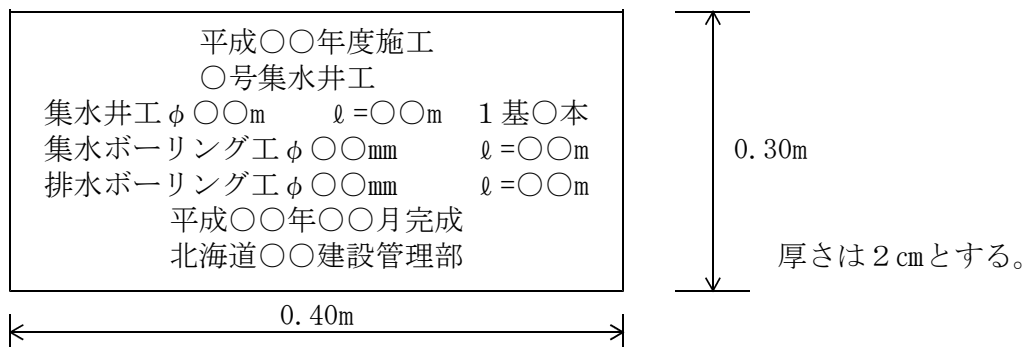 平成○○年度施工
○号集水井工
集水井工φ○○m　ℓ=○○m　1基○本
集水ボーリング工φ○○㎜　ℓ=○○m
排水ボーリング工φ○○㎜　ℓ=○○m
平成○○年○○月完成
北海道○○建設管理部
0.30m
厚さは２㎝とする。
0.40m